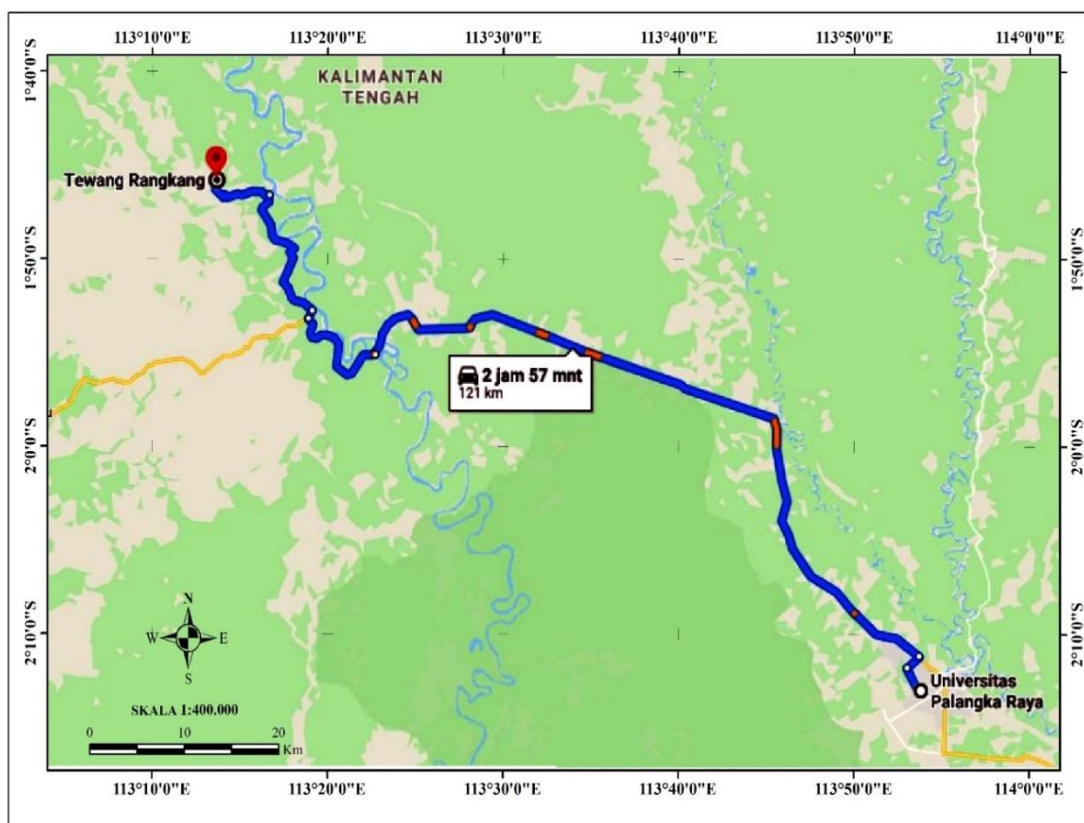 113°10'0"E 113°20'0"E 113°30'0"E 113°40'0"E 113°50'0"E 114°0'0"E
1°40'0"S
1°40'0"S
KALIMANTAN
TENGAH
Tewang Rangkang
1°50'0"S
1°50'0"S
2 jam 57 mnt
121 km
2°0'0"S
2°0'0"S
N
W E
S
2°10'0"S
2°10'0"S
Universitas
Palangka Raya
SKALA 1:400.000
0 10 20
Km
113°10'0"E 113°20'0"E 113°30'0"E 113°40'0"E 113°50'0"E 114°0'0"E